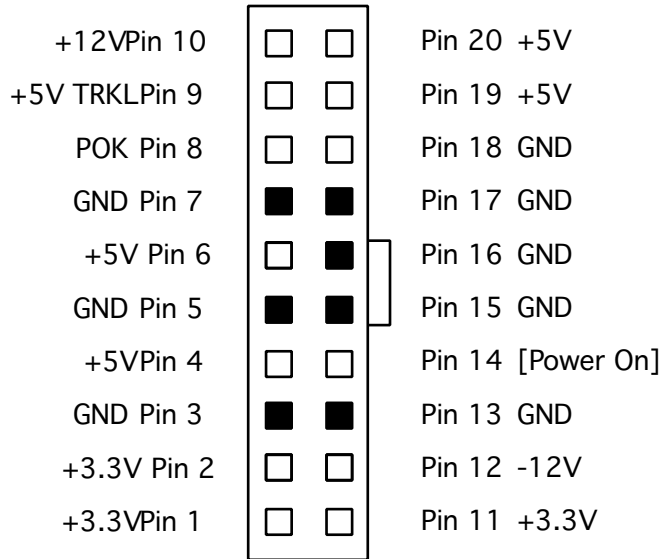 +12VPin 10 Pin 20 +5V
+5V TRKLPin 9 Pin 19 +5V
POK Pin 8 Pin 18 GND
GND Pin 7 Pin 17 GND
+5V Pin 6 Pin 16 GND
GND Pin 5 Pin 15 GND
+5VPin 4 Pin 14 [Power On]
GND Pin 3 Pin 13 GND
+3.3V Pin 2 Pin 12 -12V
+3.3VPin 1 Pin 11 +3.3V